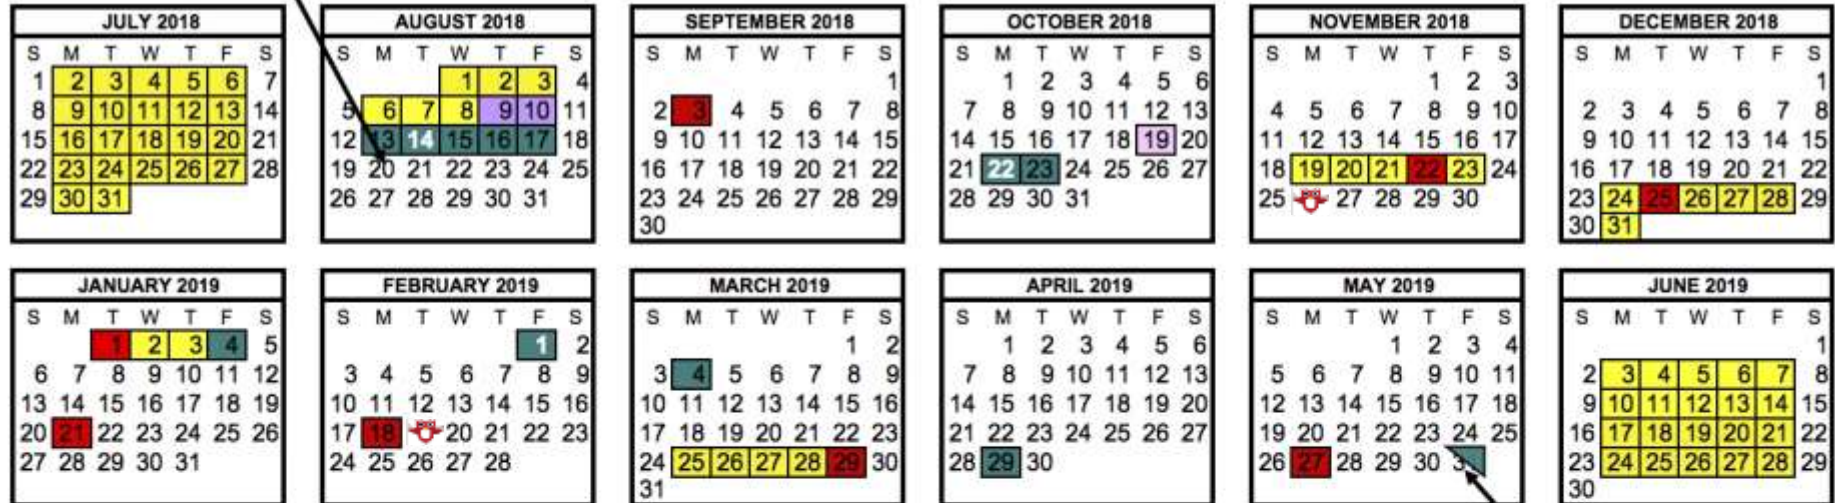 JULY 2018
S M T W T F S
1 2 3 4 5 6 7
8 9 10 11 12 13 14
15 16 17 18 19 20 21
22 23 24 25 26 27 28
29 30 31
AUGUST 2018
S M T W T F S
1 2 3 4
5 6 7 8 9 10 11
12 13 14 15 16 17 18
19 20 21 22 23 24 25
26 27 28 29 30 31
SEPTEMBER 2018
S M T W T F S
1
2 3 4 5 6 7 8
9 10 11 12 13 14 15
16 17 18 19 20 21 22
23 24 25 26 27 28 29
30
OCTOBER 2018
S M T W T F S
1 2 3 4 5 6
7 8 9 10 11 12 13
14 15 16 17 18 19 20
21 22 23 24 25 26 27
28 29 30 31
NOVEMBER 2018
S M T W T F S
1 2 3
4 5 6 7 8 9 10
11 12 13 14 15 16 17
18 19 20 21 22 23 24
25 27 28 29 30
DECEMBER 2018
S M T W T F S
1
2 3 4 5 6 7 8
9 10 11 12 13 14 15
16 17 18 19 20 21 22
23 24 25 26 27 28 29
30 31
JANUARY 2019
S M T W T F S
1 2 3 4 5
6 7 8 9 10 11 12
13 14 15 16 17 18 19
20 21 22 23 24 25 26
27 28 29 30 31
FEBRUARY 2019
S M T W T F S
1 2
3 4 5 6 7 8 9
10 11 12 13 14 15 16
17 18 20 21 22 23
24 25 26 27 28
MARCH 2019
S M T W T F S
1 2
3 4 5 6 7 8 9
10 11 12 13 14 15 16
17 18 19 20 21 22 23
24 25 26 27 28 29 30
31
APRIL 2019
S M T W T F S
1 2 3 4 5 6
7 8 9 10 11 12 13
14 15 16 17 18 19 20
21 22 23 24 25 26 27
28 29 30
MAY 2019
S M T W T F S
1 2 3 4
5 6 7 8 9 10 11
12 13 14 15 16 17 18
19 20 21 22 23 24 25
26 27 28 29 30 31
JUNE 2019
S M T W T F S
1
2 3 4 5 6 7 8
9 10 11 12 13 14 15
16 17 18 19 20 21 22
23 24 25 26 27 28 29
30